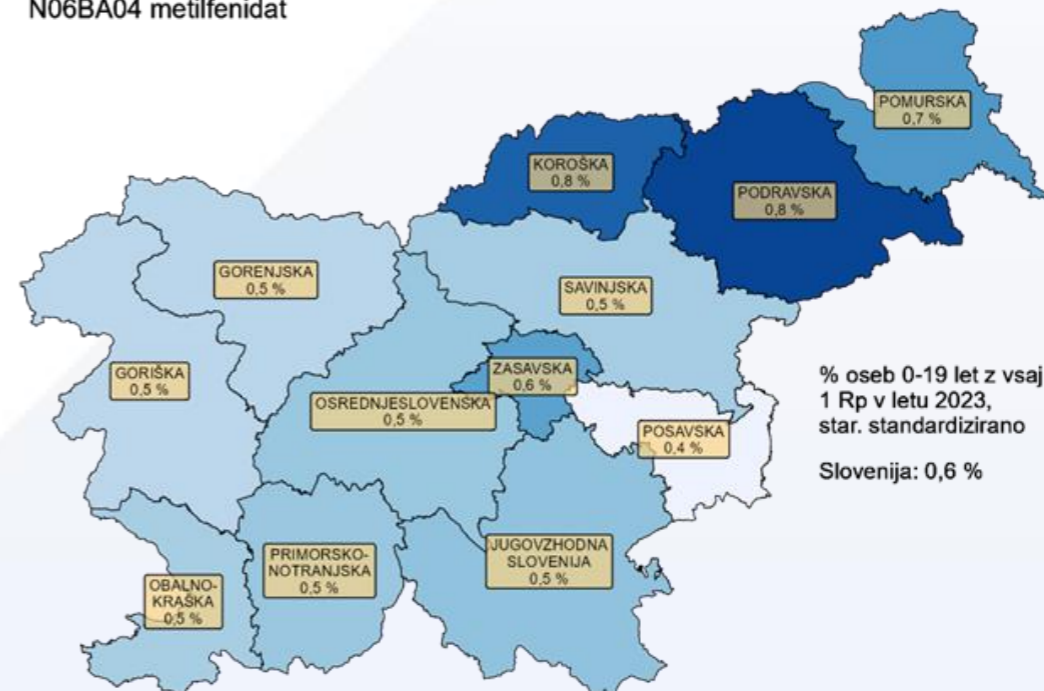 N06BA04 metilfenidat
POMURSKA
0,7 %
KOROŠKA
0,8 %
PODRAVSKA
0,8 %
GORENJSKA
0,5 %
SAVINJSKA
0,5 %
GORIŠKA
0,5 %
ZASAVSKA
0,6 %
OSREDNJESLOVENSKA
0,5 %
POSAVSKA
0,4 %
% oseb 0-19 let z vsaj
1 Rp v letu 2023,
star. standardizirano
Slovenija: 0,6 %
PRIMORSKO-
NOTRANJSKA
0,5 %
JUGOVZHODNA
SLOVENIJA
0,5 %
OBALNO-
KRAŠKA
0,5 %